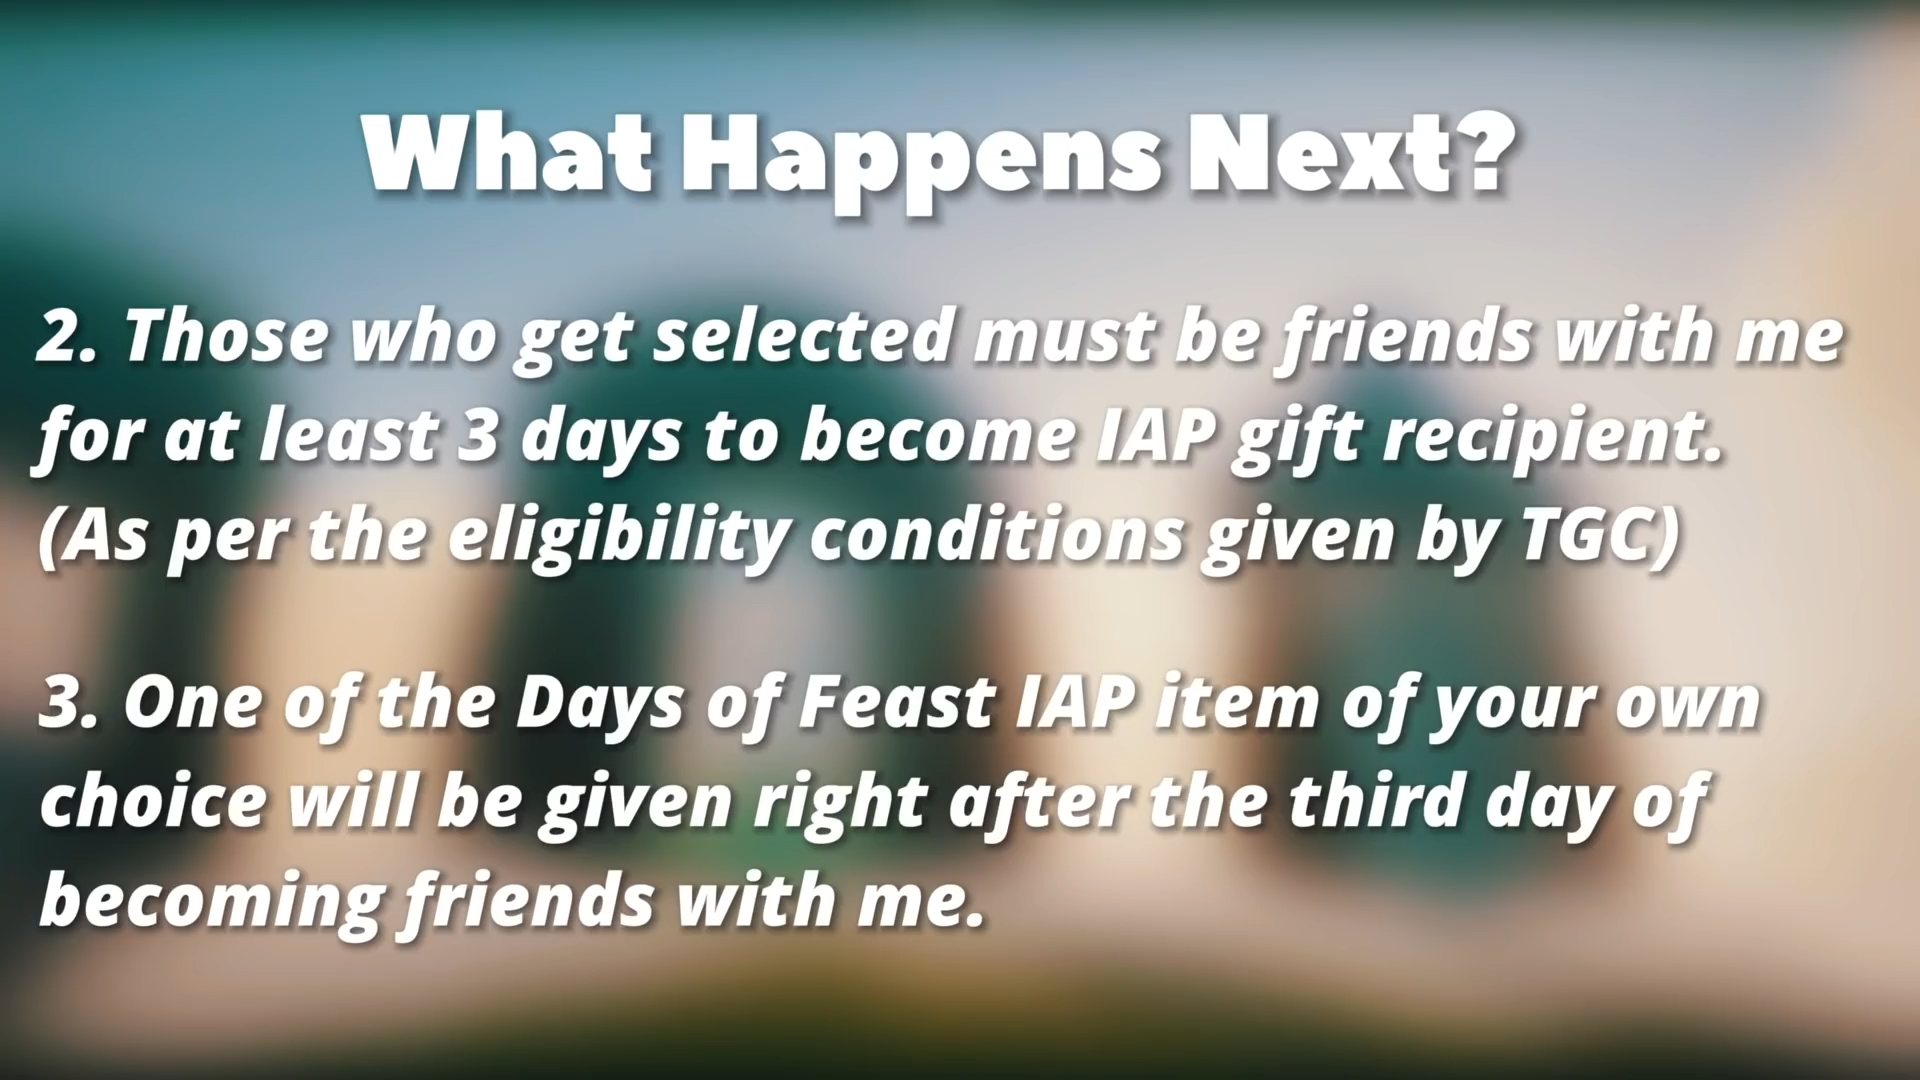 What Happens Next?
2. Those who get selected must be friends with me
for at least 3 days to become IAP gift recipient.
(As per the eligibility conditions given by TGC)
3. One of the Days of Feast IAP item of your own
choice will be given right after the third day of
becoming friends with me.